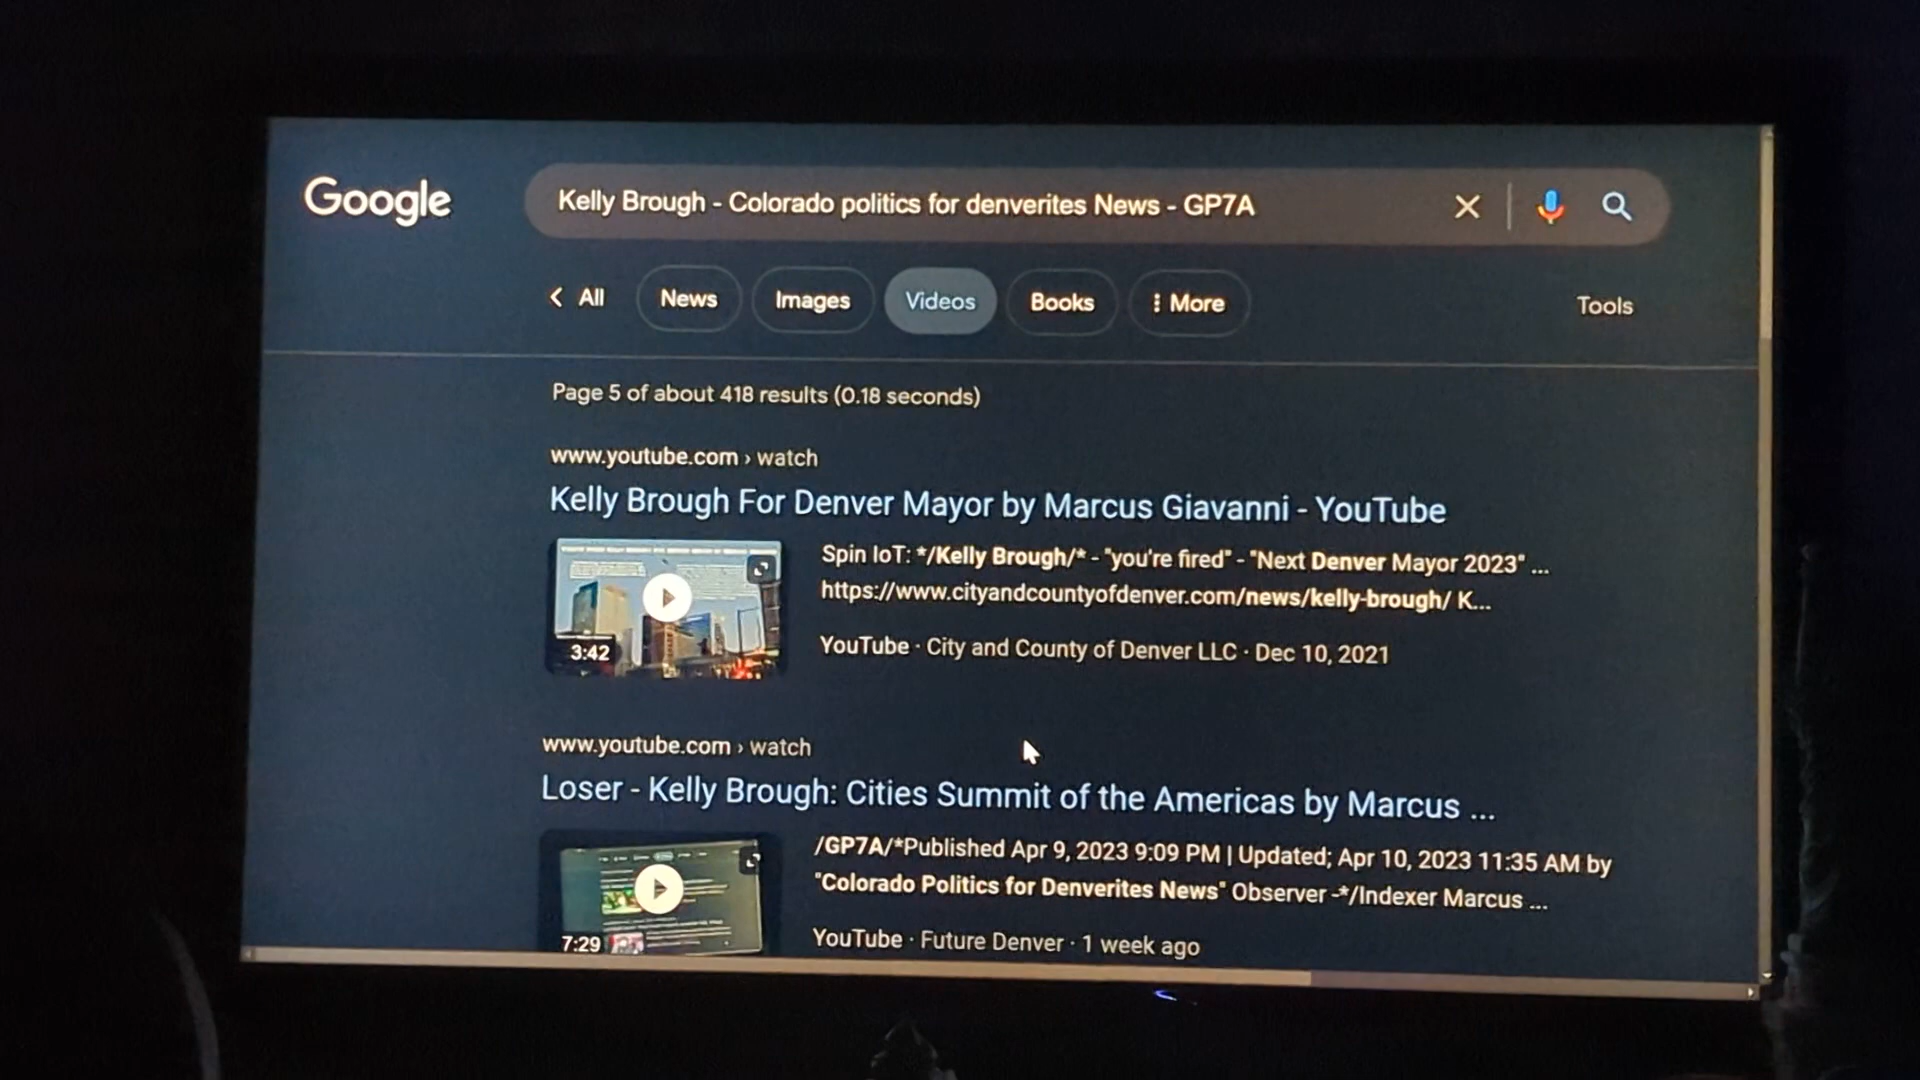 Google
Kelly Brough - Colorado politics for denverites News - GP7A
All News Images Videos Books More Tools
Page 5 of about 418 results (0.18 seconds)
www.youtube.com › watch
Kelly Brough For Denver Mayor by Marcus Giavanni - YouTube
3:42
Spin IoT: */Kelly Brough/* - "you're fired" - "Next Denver Mayor 2023" ...
https://www.cityandcountyofdenver.com/news/kelly-brough/ K...
YouTube · City and County of Denver LLC · Dec 10, 2021
www.youtube.com › watch
Loser - Kelly Brough: Cities Summit of the Americas by Marcus ...
7:29
/GP7A/*Published Apr 9, 2023 9:09 PM | Updated; Apr 10, 2023 11:35 AM by
"Colorado Politics for Denverites News" Observer -*/Indexer Marcus ...
YouTube · Future Denver · 1 week ago